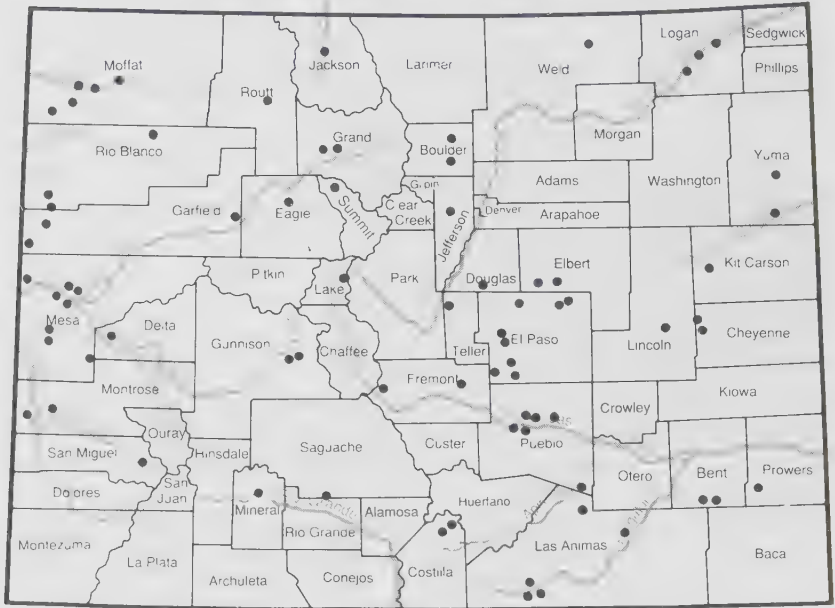 Moffat
Routt
Jackson
Larimer
Weld
Logan
Sedgwick
Phillips
Rio Blanco
Grand
Boulder
Morgan
Washington
Yuma
Garfield
Eagle
Summit
Gilpin
Clear
Creek
Jefferson
Denver
Adams
Arapahoe
Pitkin
Lake
Park
Douglas
Elbert
Kit Carson
Mesa
Delta
Gunnison
Chaffee
Teller
El Paso
Lincoln
Cheyenne
Montrose
Fremont
Crowley
Kiowa
Ouray
San Miguel
Hinsdale
Saguache
Custer
Pueblo
Otero
Bent
Prowers
Dolores
San
Juan
Mineral
Rio Grande
Alamosa
Huerfano
Las Animas
Montezuma
La Plata
Archuleta
Conejos
Costilla
Baca